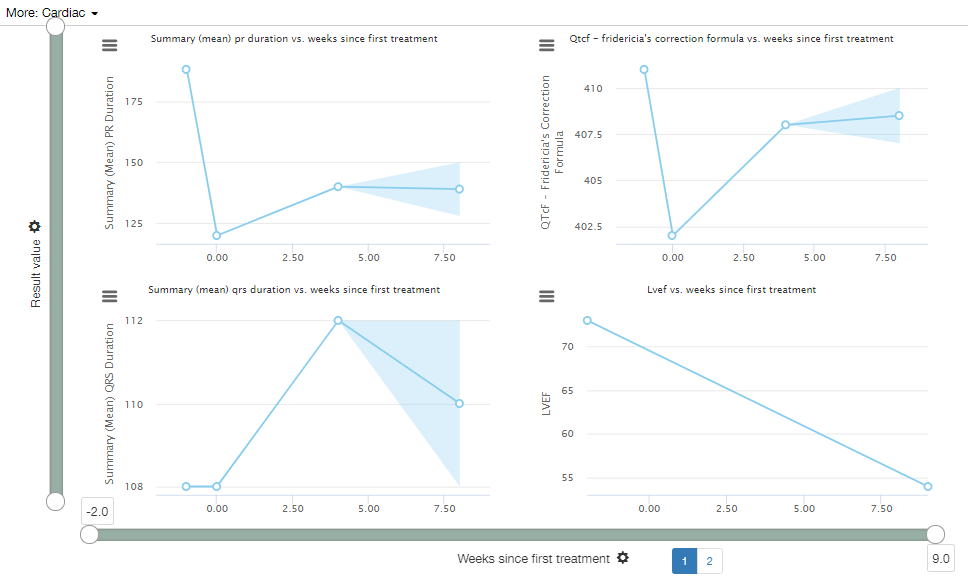 More: Cardiac
Summary (mean) pr duration vs. weeks since first treatment
Summary (Mean) PR Duration
175
150
125
0.00 2.50 5.00 7.50
Qtcf - fridericia's correction formula vs. weeks since first treatment
QTcF - Fridericia's Correction
Formula
410
407.5
405
402.5
0.00 2.50 5.00 7.50
Result value
Summary (mean) qrs duration vs. weeks since first treatment
Summary (Mean) QRS Duration
112
110
108
0.00 2.50 5.00 7.50
Lvef vs. weeks since first treatment
LVEF
70
65
60
55
0.00 2.50 5.00 7.50
-2.0
9.0
Weeks since first treatment
1 2